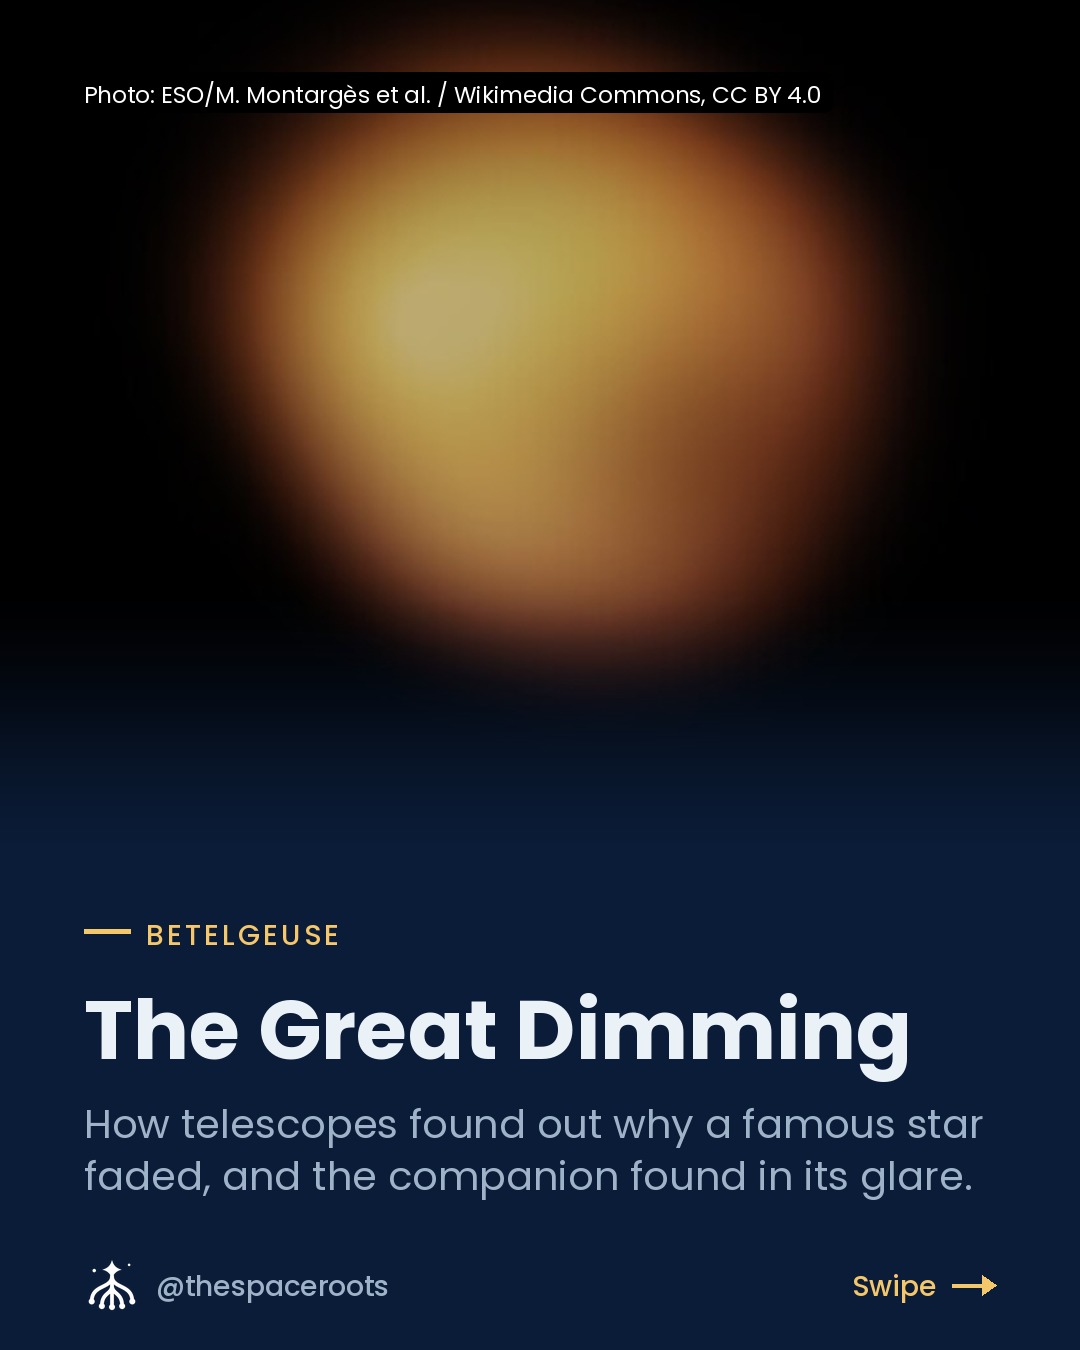 Photo: ESO/M. Montargès et al. / Wikimedia Commons, CC BY 4.0
BETELGEUSE
The Great Dimming
How telescopes found out why a famous star
faded, and the companion found in its glare.
@thespaceroots
Swipe